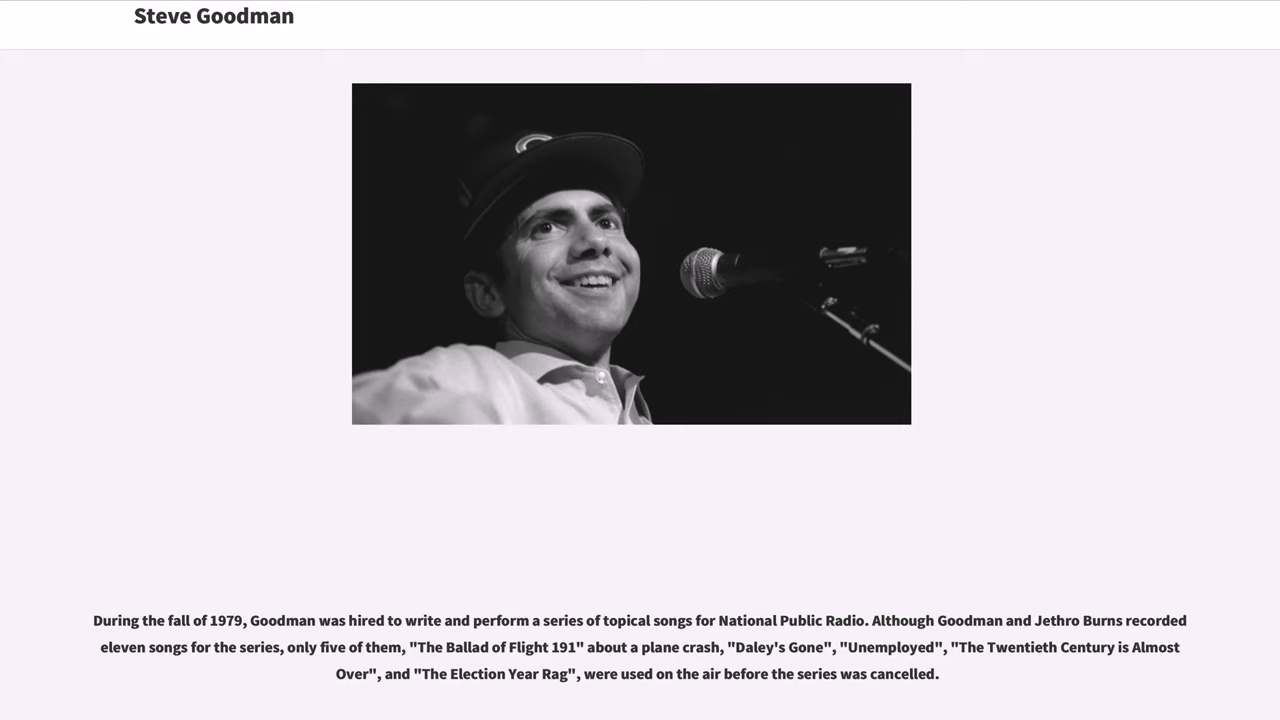 Steve Goodman
During the fall of 1979, Goodman was hired to write and perform a series of topical songs for National Public Radio. Although Goodman and Jethro Burns recorded
eleven songs for the series, only five of them, "The Ballad of Flight 191" about a plane crash, "Daley's Gone", "Unemployed", "The Twentieth Century is Almost
Over", and "The Election Year Rag", were used on the air before the series was cancelled.